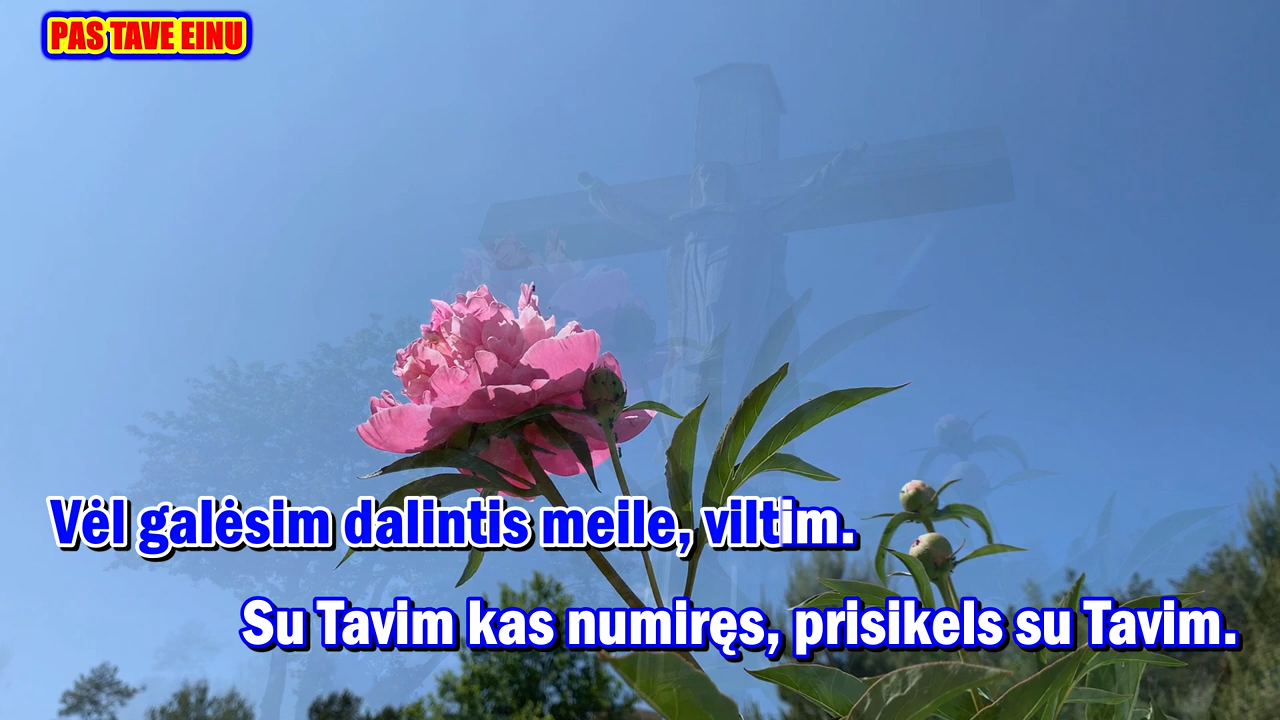 PAS TAVE EINU
Vėl galėsim dalintis meile, viltim.
Su Tavim kas numiręs, prisikels su Tavim.